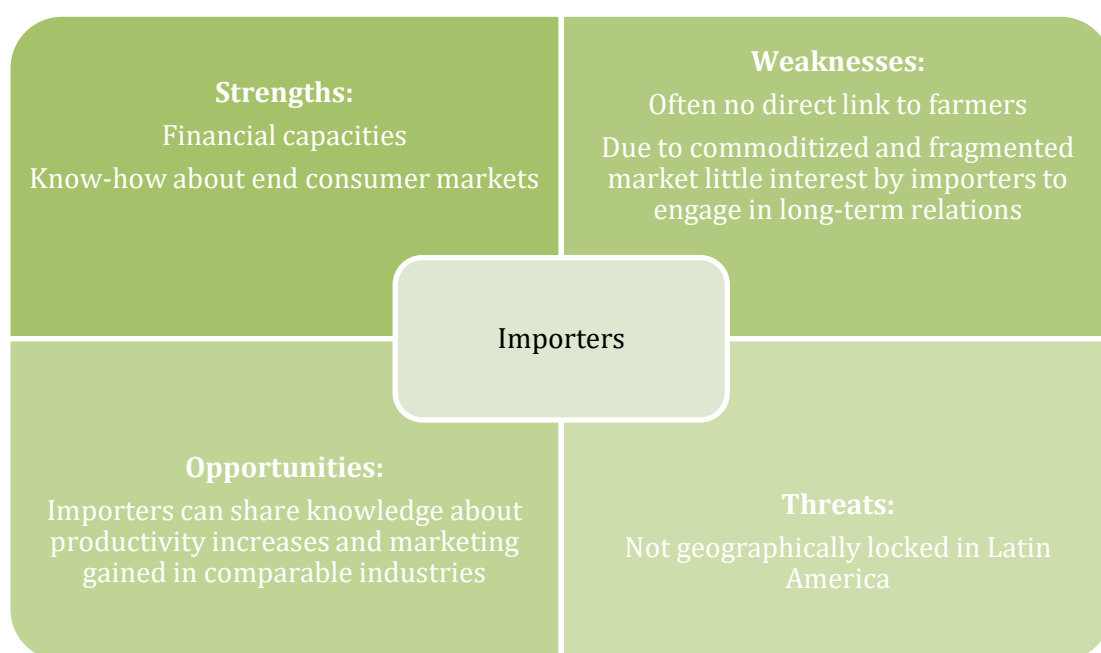 Strengths:
Financial capacities
Know-how about end consumer markets
Weaknesses:
Often no direct link to farmers
Due to commoditized and fragmented
market little interest by importers to
engage in long-term relations
Importers
Opportunities:
Importers can share knowledge about
productivity increases and marketing
gained in comparable industries
Threats:
Not geographically locked in Latin
America